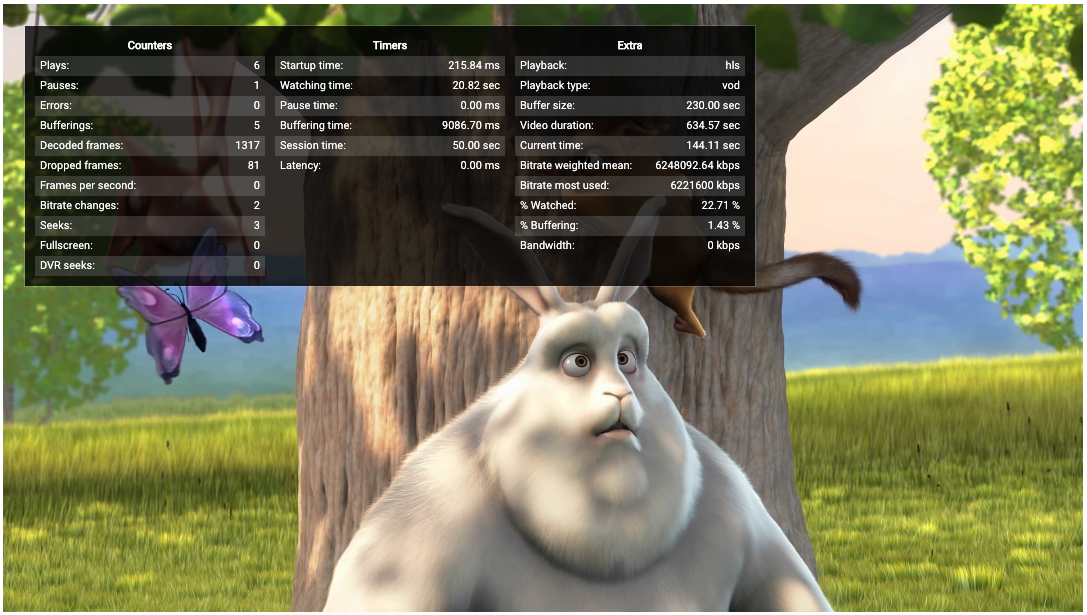 Counters
Plays: 6
Pauses: 1
Errors: 0
Bufferings: 5
Decoded frames: 1317
Dropped frames: 81
Frames per second: 0
Bitrate changes: 2
Seeks: 3
Fullscreen: 0
DVR seeks: 0
Timers
Startup time: 215.84 ms
Watching time: 20.82 sec
Pause time: 0.00 ms
Buffering time: 9086.70 ms
Session time: 50.00 sec
Latency: 0.00 ms
Extra
Playback: hls
Playback type: vod
Buffer size: 230.00 sec
Video duration: 634.57 sec
Current time: 144.11 sec
Bitrate weighted mean: 6248092.64 kbps
Bitrate most used: 6221600 kbps
% Watched: 22.71 %
% Buffering: 1.43 %
Bandwidth: 0 kbps